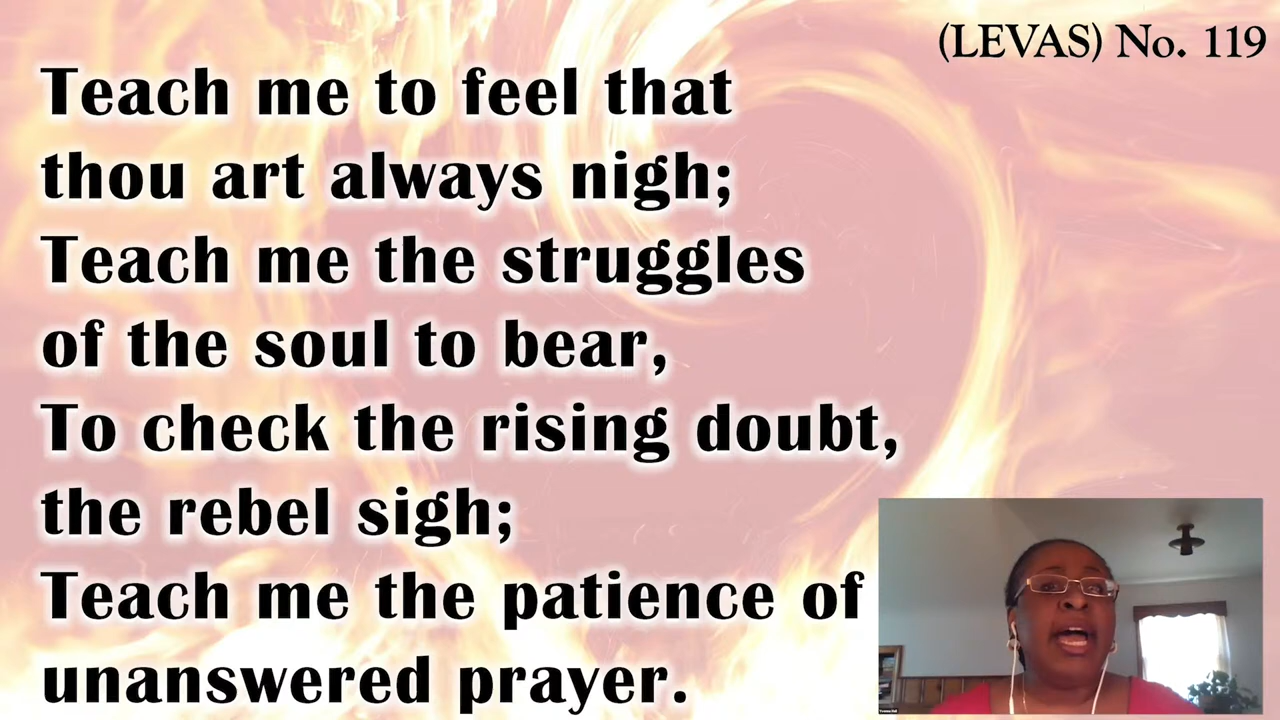 (LEVAS) No. 119
Teach me to feel that
thou art always nigh;
Teach me the struggles
of the soul to bear,
To check the rising doubt,
the rebel sigh;
Teach me the patience of
unanswered prayer.